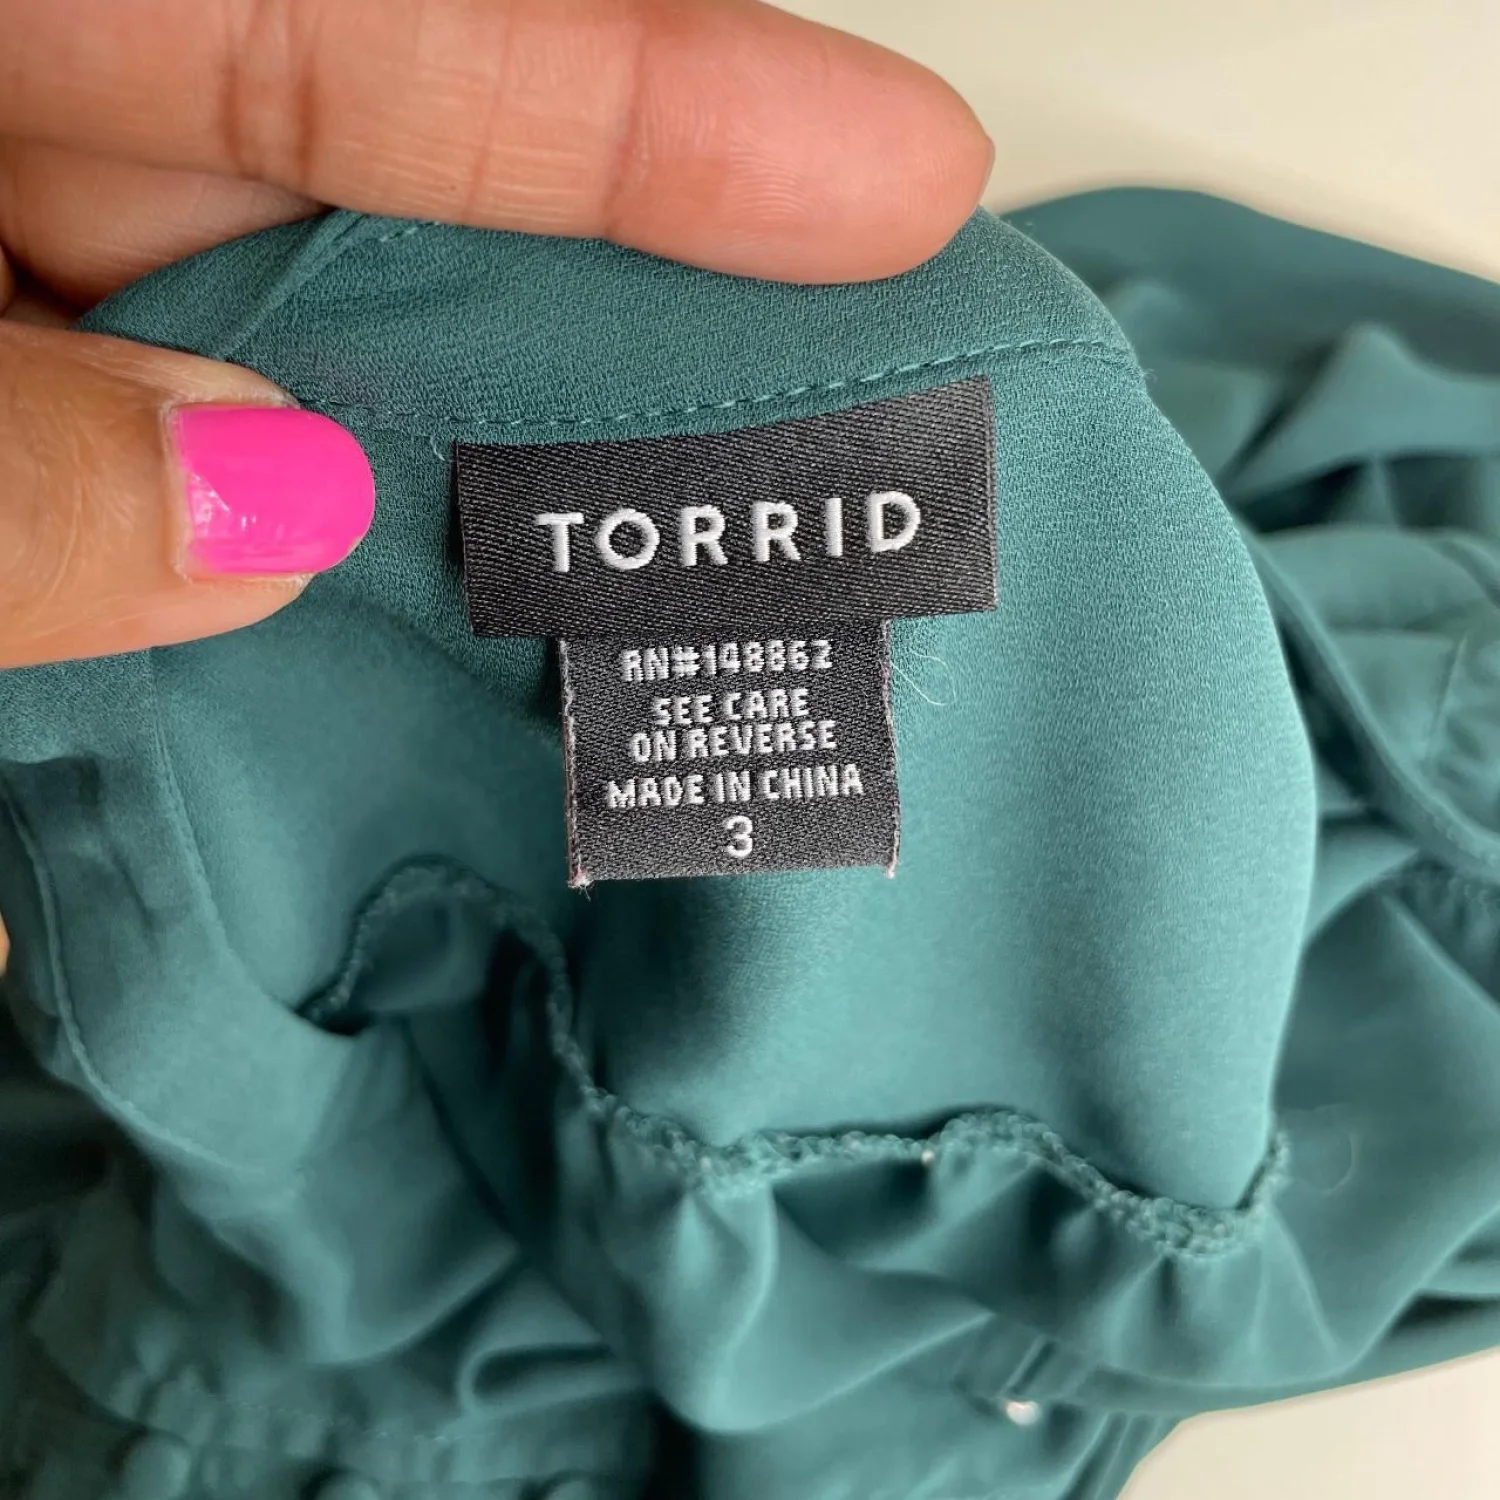 TORRID
RN#148862
SEE CARE
ON REVERSE
MADE IN CHINA
3